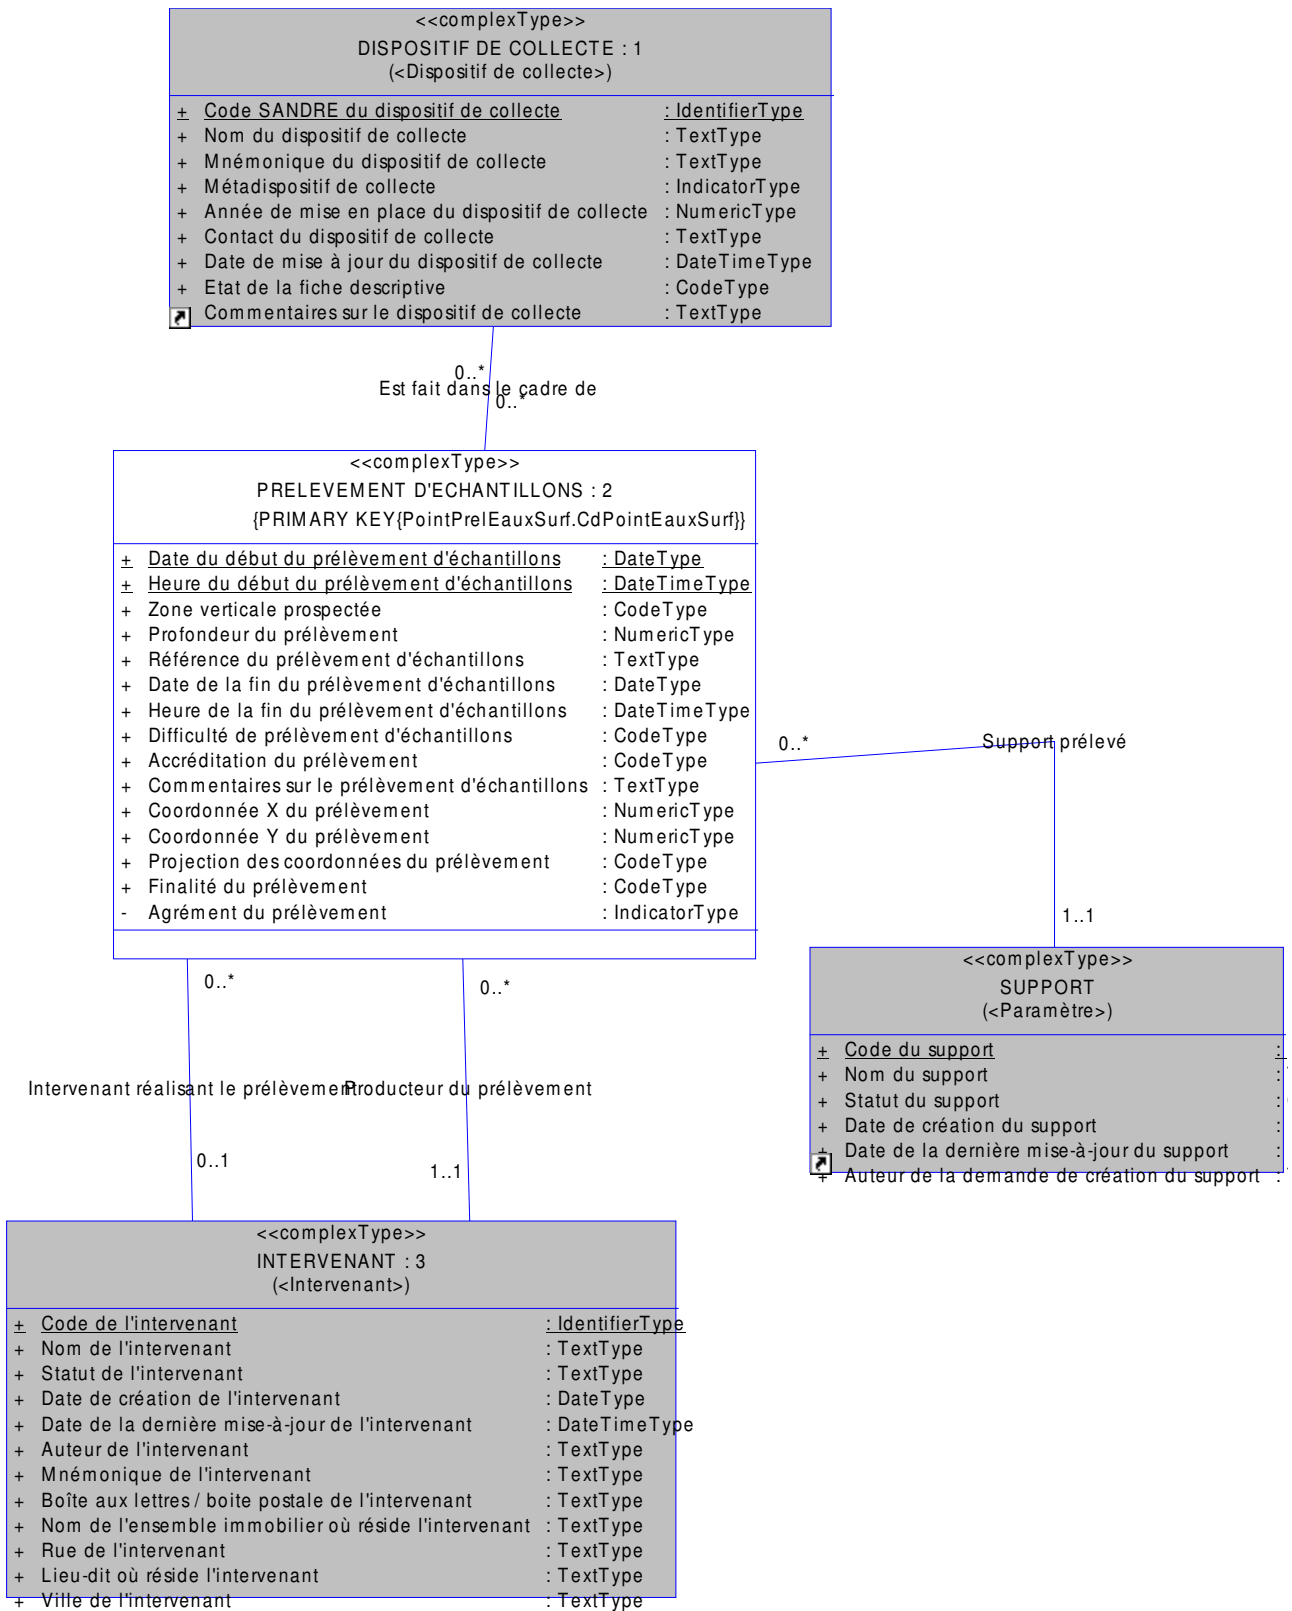 <<complexType>>
DISPOSITIF DE COLLECTE : 1
(<Dispositif de collecte>)
+ Code SANDRE du dispositif de collecte : IdentifierType
+ Nom du dispositif de collecte : TextType
+ Mnémonique du dispositif de collecte : TextType
+ Métadispositif de collecte : IndicatorType
+ Année de mise en place du dispositif de collecte : NumericType
+ Contact du dispositif de collecte : TextType
+ Date de mise à jour du dispositif de collecte : DateTimeType
+ Etat de la fiche descriptive : CodeType
Commentaires sur le dispositif de collecte : TextType
0..*
Est fait dans le cadre de
0..*
<<complexType>>
PRELEVEMENT D'ECHANTILLONS : 2
{PRIMARY KEY{PointPrelEauxSurf.CdPointEauxSurf}}
+ Date du début du prélèvement d'échantillons : DateType
+ Heure du début du prélèvement d'échantillons : DateTimeType
+ Zone verticale prospectée : CodeType
+ Profondeur du prélèvement : NumericType
+ Référence du prélèvement d'échantillons : TextType
+ Date de la fin du prélèvement d'échantillons : DateType
+ Heure de la fin du prélèvement d'échantillons : DateTimeType
+ Difficulté de prélèvement d'échantillons : CodeType
+ Accréditation du prélèvement : CodeType
+ Commentaires sur le prélèvement d'échantillons : TextType
+ Coordonnée X du prélèvement : NumericType
+ Coordonnée Y du prélèvement : NumericType
+ Projection des coordonnées du prélèvement : CodeType
+ Finalité du prélèvement : CodeType
- Agrément du prélèvement : IndicatorType
0..*
Support prélevé
1..1
<<complexType>>
SUPPORT
(<Paramètre>)
+ Code du support :
+ Nom du support :
+ Statut du support :
+ Date de création du support :
+ Date de la dernière mise-à-jour du support :
+ Auteur de la demande de création du support :
0..*
0..*
Intervenant réalisant le prélèvement
Producteur du prélèvement
0..1
1..1
<<complexType>>
INTERVENANT : 3
(<Intervenant>)
+ Code de l'intervenant : IdentifierType
+ Nom de l'intervenant : TextType
+ Statut de l'intervenant : TextType
+ Date de création de l'intervenant : DateType
+ Date de la dernière mise-à-jour de l'intervenant : DateTimeType
+ Auteur de l'intervenant : TextType
+ Mnémonique de l'intervenant : TextType
+ Boîte aux lettres / boite postale de l'intervenant : TextType
+ Nom de l'ensemble immobilier où réside l'intervenant : TextType
+ Rue de l'intervenant : TextType
+ Lieu-dit où réside l'intervenant : TextType
+ Ville de l'intervenant : TextType